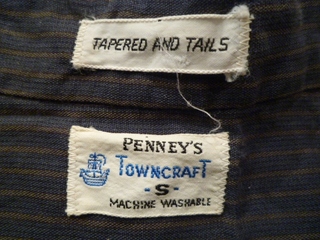 TAPERED AND TAILS
PENNEY'S
TOWNCRAFT
-S-
MACHINE WASHABLE